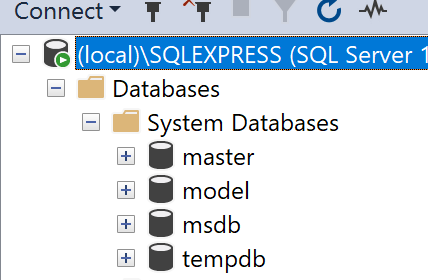 Connect
(local)\SQLEXPRESS (SQL Server 1
Databases
System Databases
master
model
msdb
tempdb